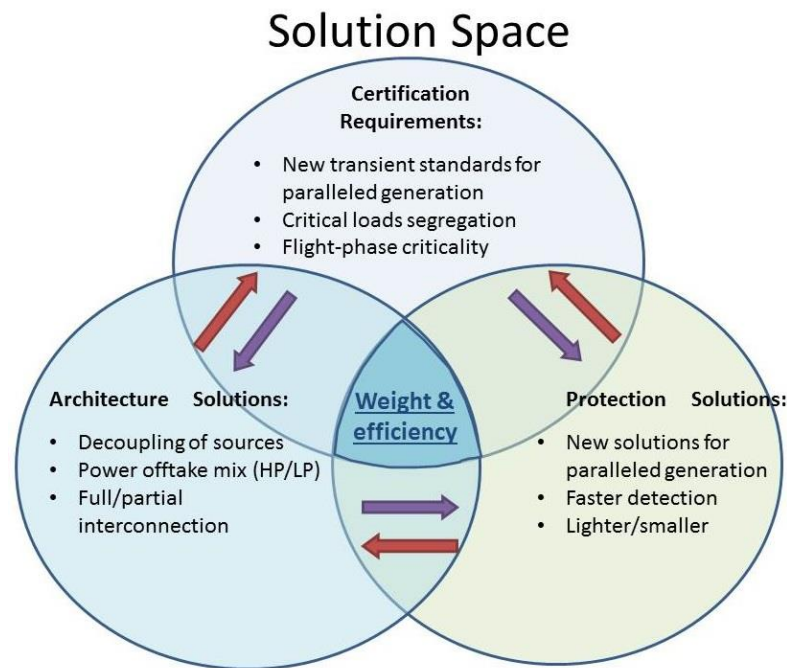 Solution Space
Certification
Requirements:
• New transient standards for
paralleled generation
• Critical loads segregation
• Flight-phase criticality
Architecture Solutions:
• Decoupling of sources
• Power offtake mix (HP/LP)
• Full/partial
interconnection
Weight &
efficiency
Protection Solutions:
• New solutions for
paralleled generation
• Faster detection
• Lighter/smaller